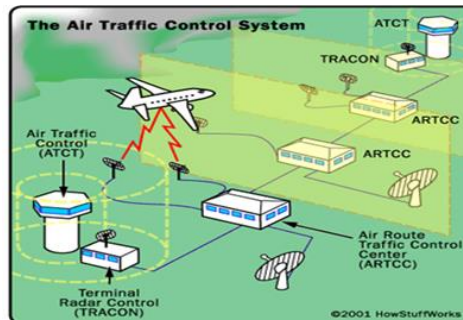 The Air Traffic Control System
ATCT
TRACON
ARTCC
ARTCC
Air Traffic
Control
(ATCT)
Air Route
Traffic Control
Center
(ARTCC)
Terminal
Radar Control
(TRACON)
©2001 HowStuffWorks